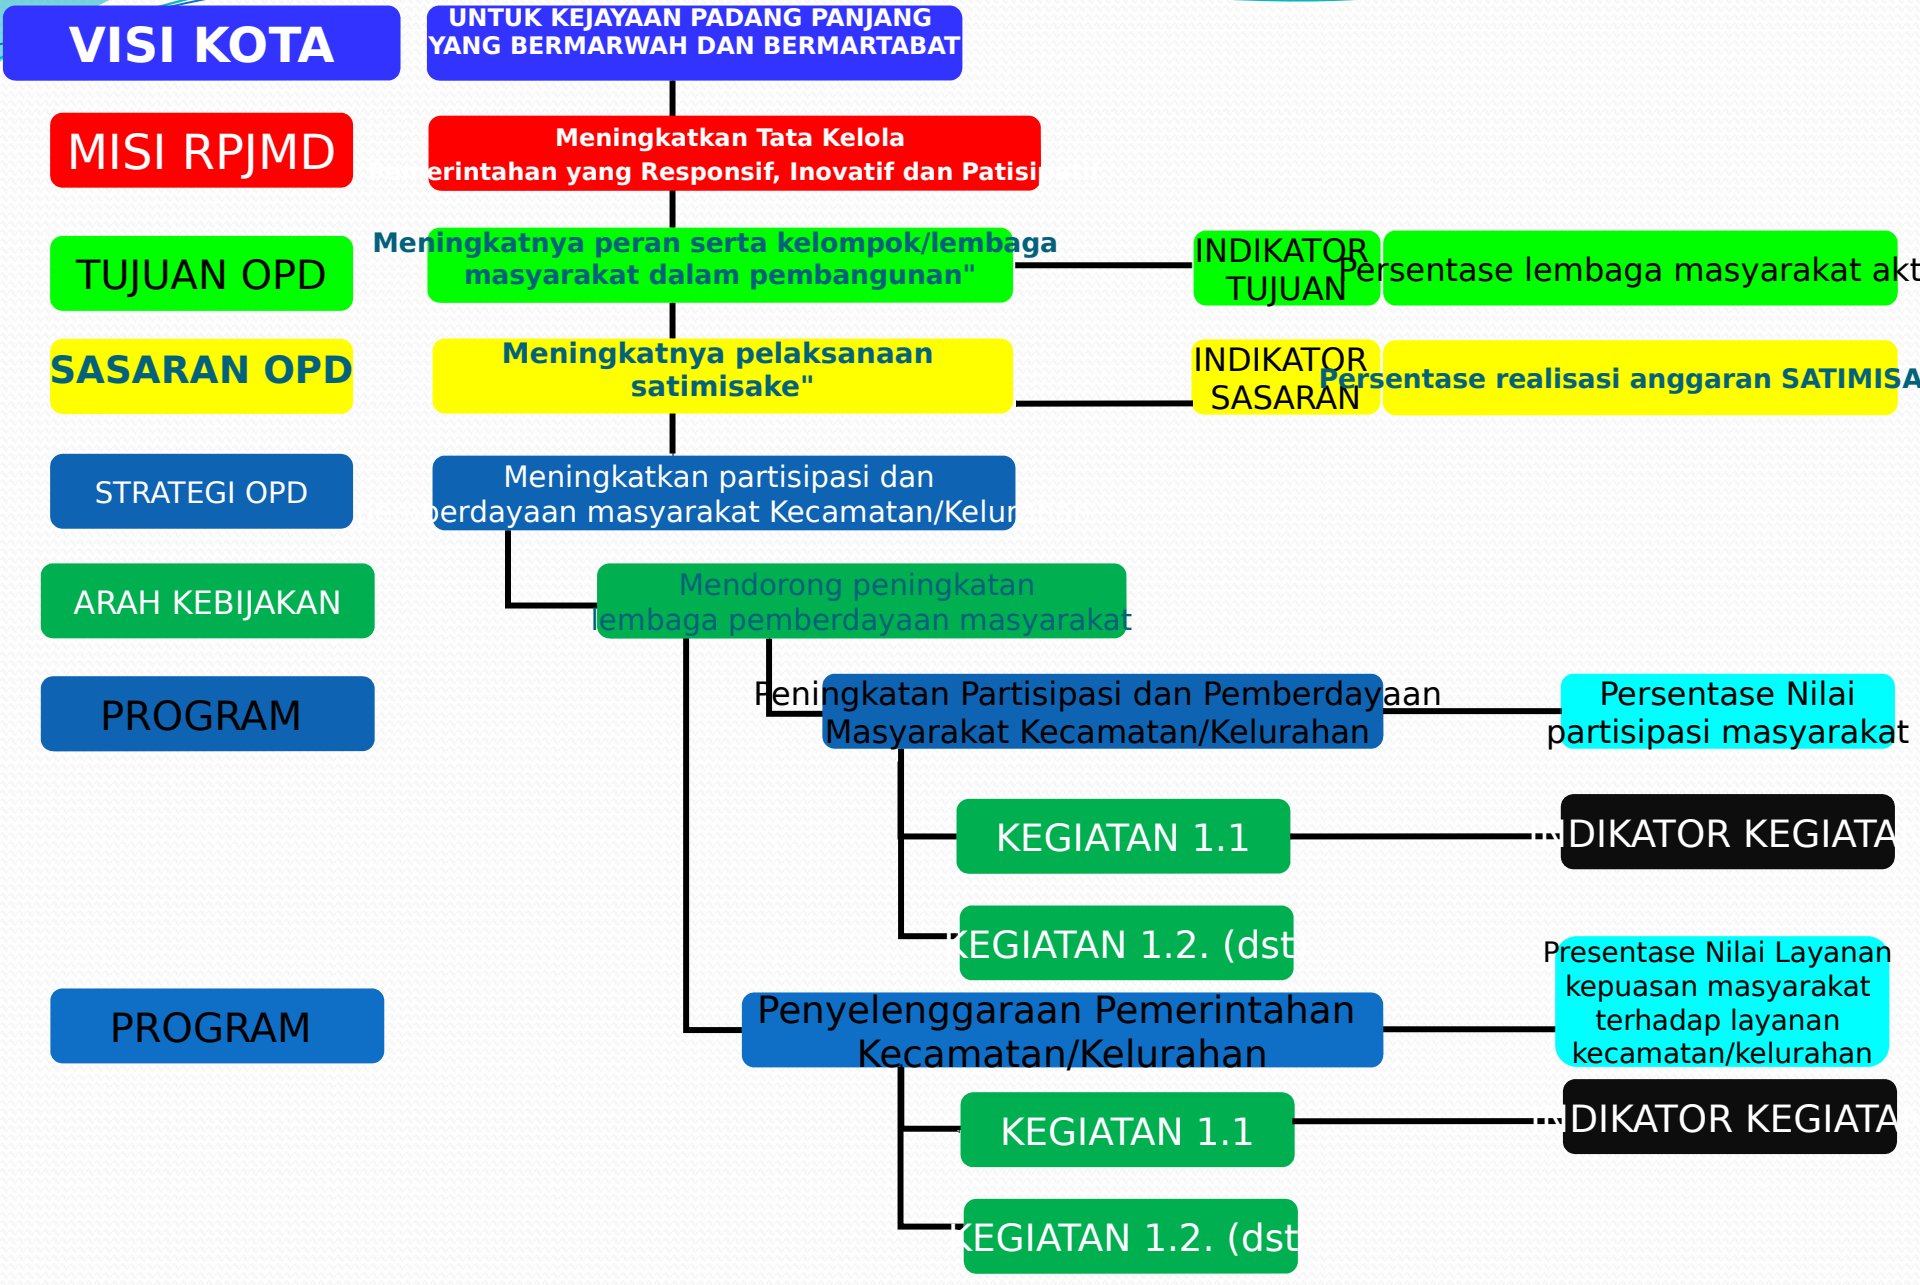 VISI KOTA
UNTUK KEJAYAAN PADANG PANJANG
YANG BERMARWAH DAN BERMARTABAT
MISI RPJMD
Meningkatkan Tata Kelola
erintahan yang Responsif, Inovatif dan Patisi
TUJUAN OPD
Meningkatnya peran serta kelompok/lembaga
masyarakat dalam pembangunan"
INDIKATOR
TUJUAN
Persentase lembaga masyarakat akt
SASARAN OPD
Meningkatnya pelaksanaan
satimisake"
INDIKATOR
SASARAN
Persentase realisasi anggaran SATIMISA
STRATEGI OPD
Meningkatkan partisipasi dan
berdayaan masyarakat Kecamatan/Kelur
ARAH KEBIJAKAN
Mendorong peningkatan
lembaga pemberdayaan masyarakat
PROGRAM
Peningkatan Partisipasi dan Pemberdayaan
Masyarakat Kecamatan/Kelurahan
Persentase Nilai
partisipasi masyarakat
KEGIATAN 1.1
INDIKATOR KEGIATA
KEGIATAN 1.2. (dst
PROGRAM
Penyelenggaraan Pemerintahan
Kecamatan/Kelurahan
Presentase Nilai Layanan
kepuasan masyarakat
terhadap layanan
kecamatan/kelurahan
KEGIATAN 1.1
INDIKATOR KEGIATA
KEGIATAN 1.2. (dst